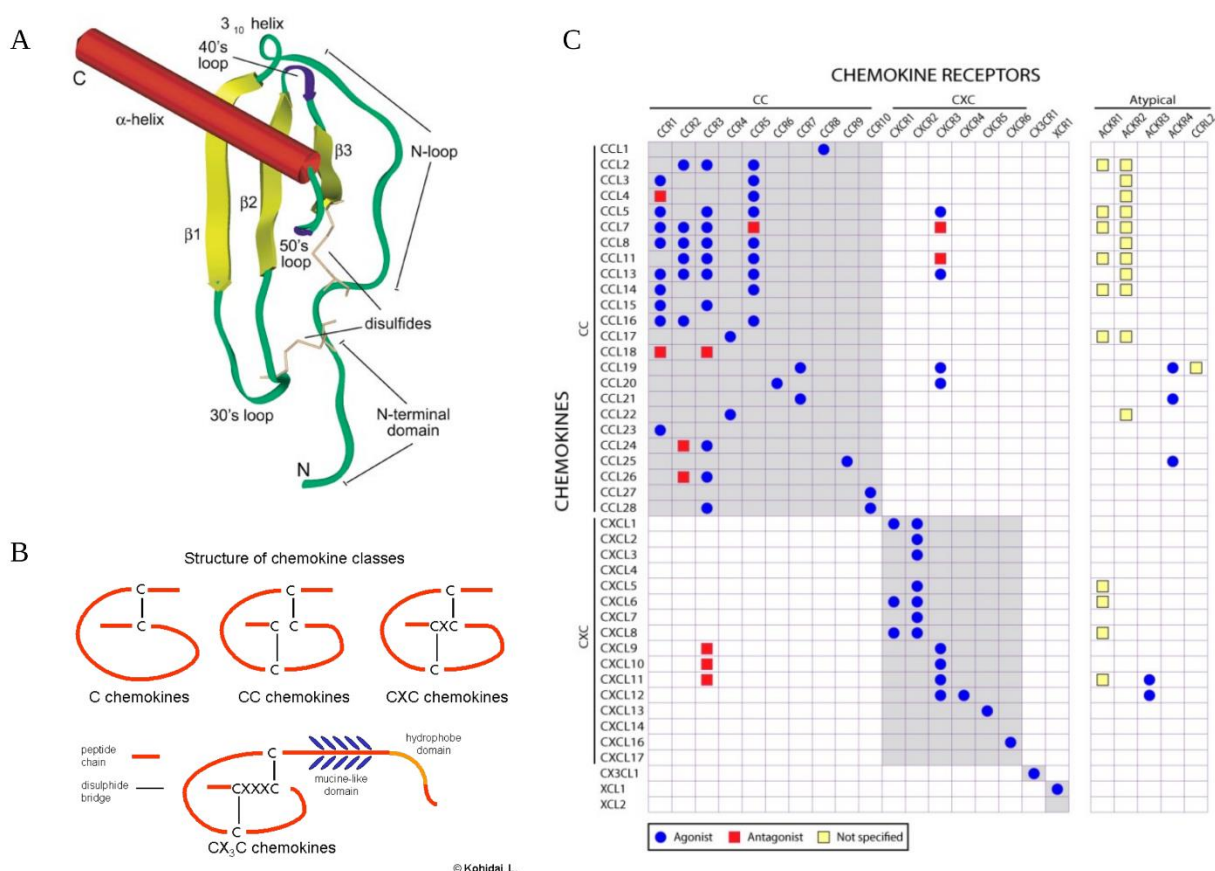 A
3 10 helix
40's loop
C
α-helix
β3
N-loop
β2
β1
50's loop
disulfides
30's loop
N-terminal domain
N
B
Structure of chemokine classes
C
C
C chemokines
C
C C
C
CC chemokines
C
CXC
C
CXC chemokines
peptide chain
disulphide bridge
C
CXXXC
C
mucine-like domain
hydrophobe domain
CX3C chemokines
© Kohidai, L.
C
CHEMOKINE RECEPTORS
CC
CXC
Atypical
CCR1 CCR2 CCR3 CCR4 CCR5 CCR6 CCR7 CCR8 CCR9 CCR10 CXCR1 CXCR2 CXCR3 CXCR4 CXCR5 CXCR6 CX3CR1 XCR1 ACKR1 ACKR2 ACKR3 ACKR4 CCRL2
CHEMOKINES
CC
CCL1
CCL2
CCL3
CCL4
CCL5
CCL7
CCL8
CCL11
CCL13
CCL14
CCL15
CCL16
CCL17
CCL18
CCL19
CCL20
CCL21
CCL22
CCL23
CCL24
CCL25
CCL26
CCL27
CCL28
CXC
CXCL1
CXCL2
CXCL3
CXCL4
CXCL5
CXCL6
CXCL7
CXCL8
CXCL9
CXCL10
CXCL11
CXCL12
CXCL13
CXCL14
CXCL16
CXCL17
CX3CL1
XCL1
XCL2
Agonist Antagonist Not specified